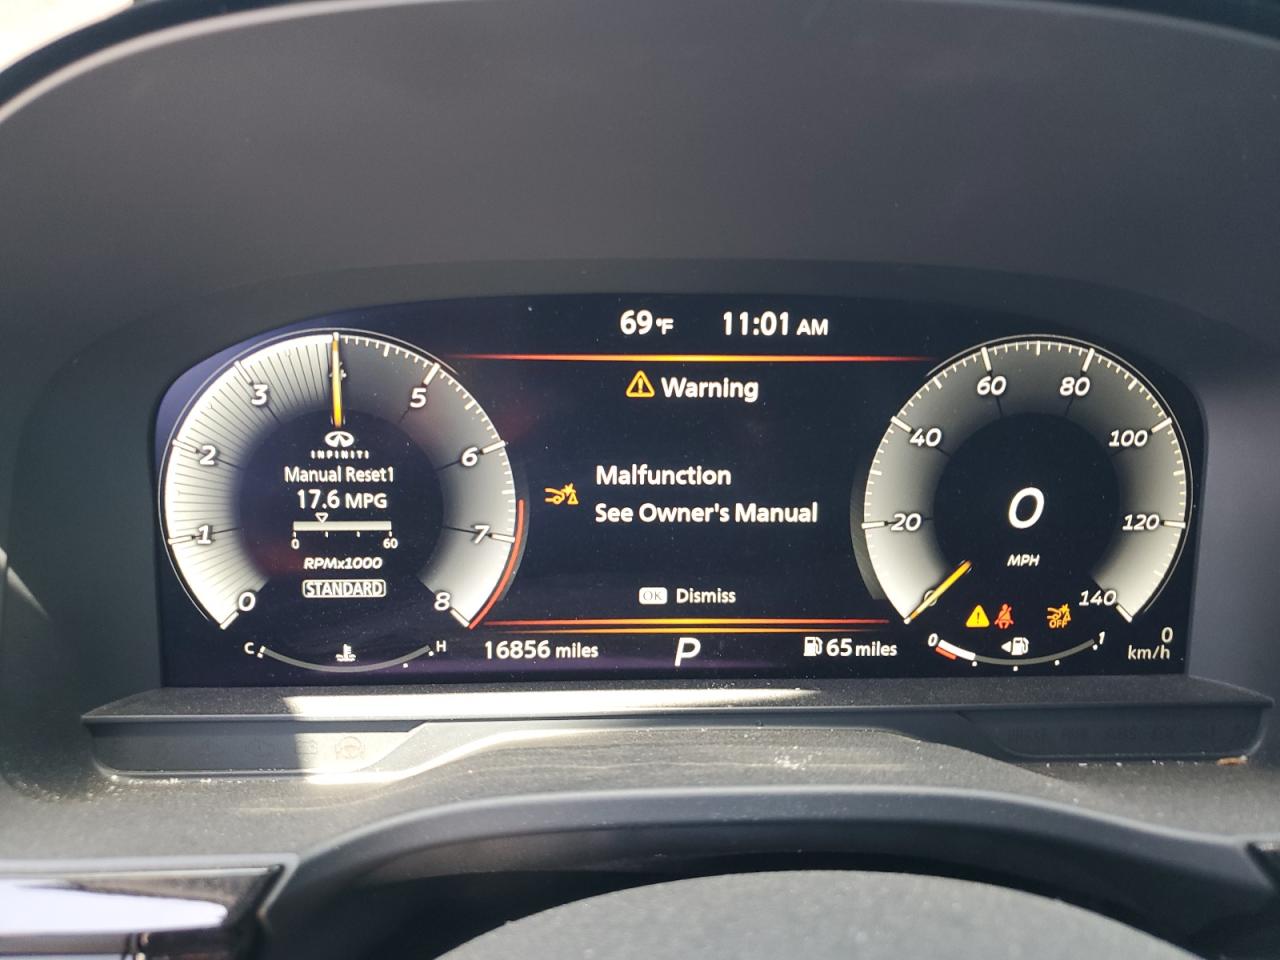 69°F 11:01 AM
Warning
Malfunction
See Owner's Manual
OK Dismiss
INFINITI
Manual Reset1
17.6 MPG
0 60
RPMx1000
STANDARD
0 1 2 3 4 5 6 7 8
C H
16856 miles P 65 miles
0 20 40 60 80 100 120 140
0
MPH
OFF
0 1
0
km/h